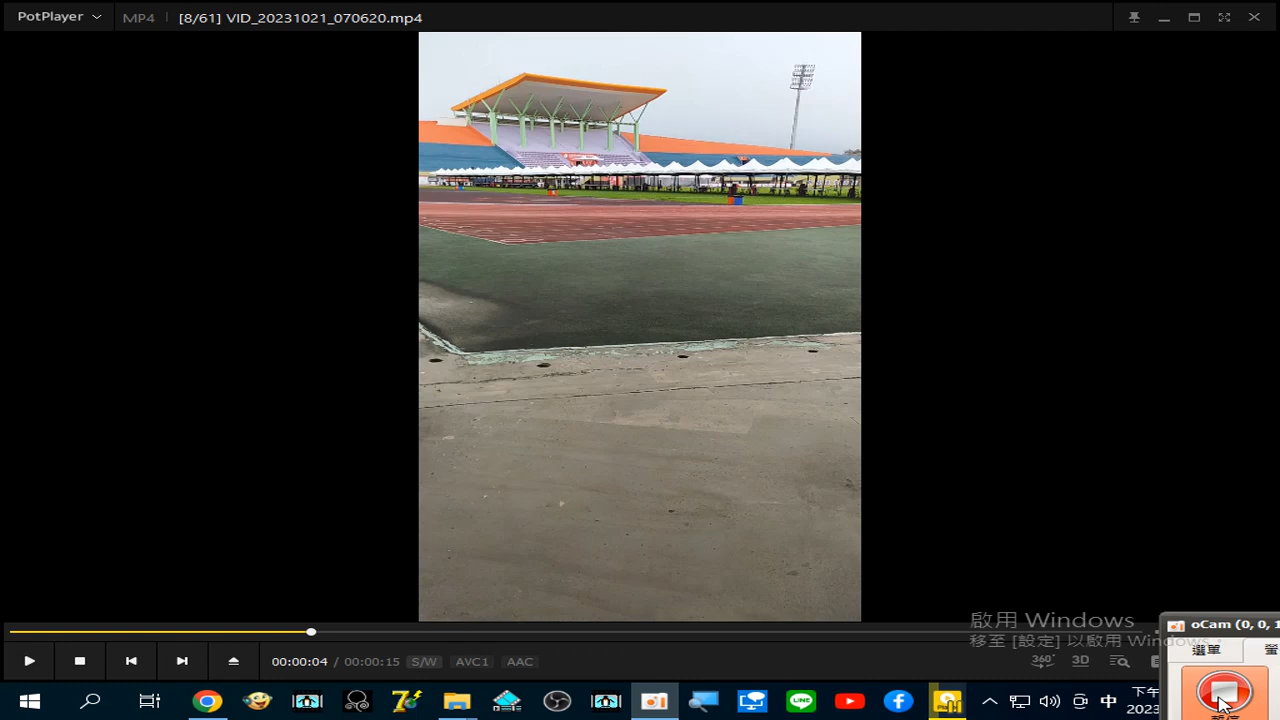 PotPlayer
MP4
[8/61] VID_20231021_070620.mp4
啟用 Windows
移至 [設定] 以啟用 Windows。
oCam (0, 0, 1
選單
螢
00:00:04 / 00:00:15
S/W
AVC1
AAC
360°
3D
中
下午
2023